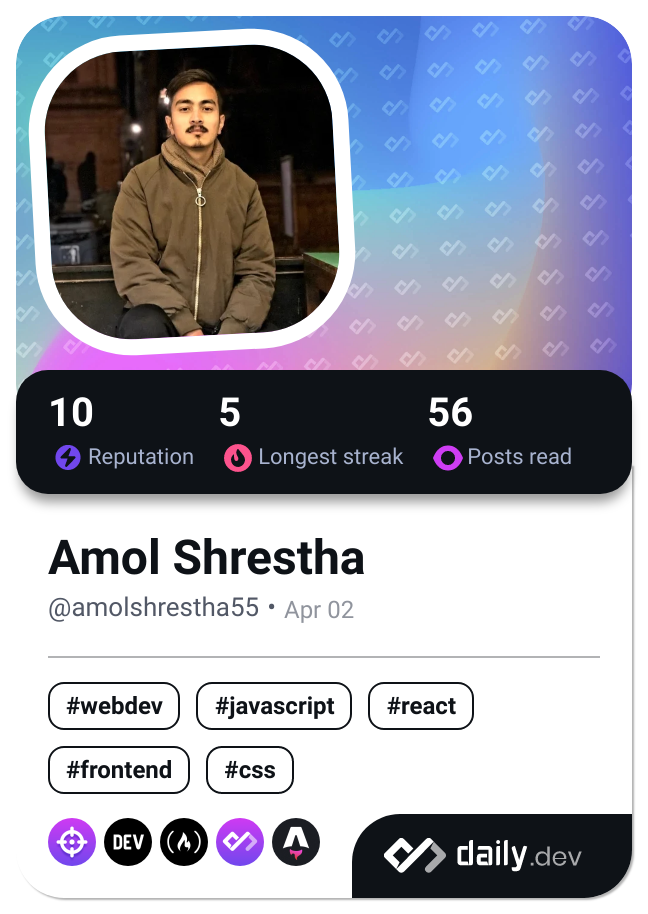 10 5 56
Reputation Longest streak Posts read
Amol Shrestha
@amolshrestha55 • Apr 02
#webdev #javascript #react
#frontend #css
DEV
daily.dev